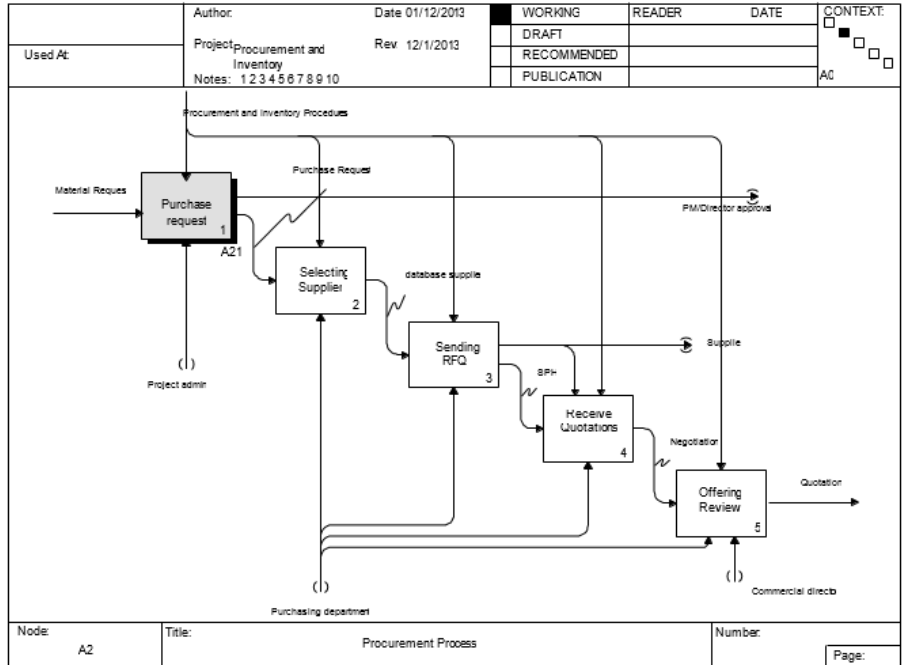 Used At:
Author:
Date 01/12/2013
Project: Procurement and
Inventory
Rev 12/1/2013
Notes: 1 2 3 4 5 6 7 8 9 10
WORKING
DRAFT
RECOMMENDED
PUBLICATION
READER
DATE
CONTEXT:
A0
Procurement and Inventory Procedures
Material Reques
Purchase
request
1
A21
Purchase Request
PM/Director approval
Selecting
Supplier
2
database supplie
Project admin
Sending
RFQ
3
Supplie
SPH
Receive
Quotations
4
Negotiation
Offering
Review
5
Quotation
Purchasing department
Commercial directo
Node:
A2
Title:
Procurement Process
Number:
Page: